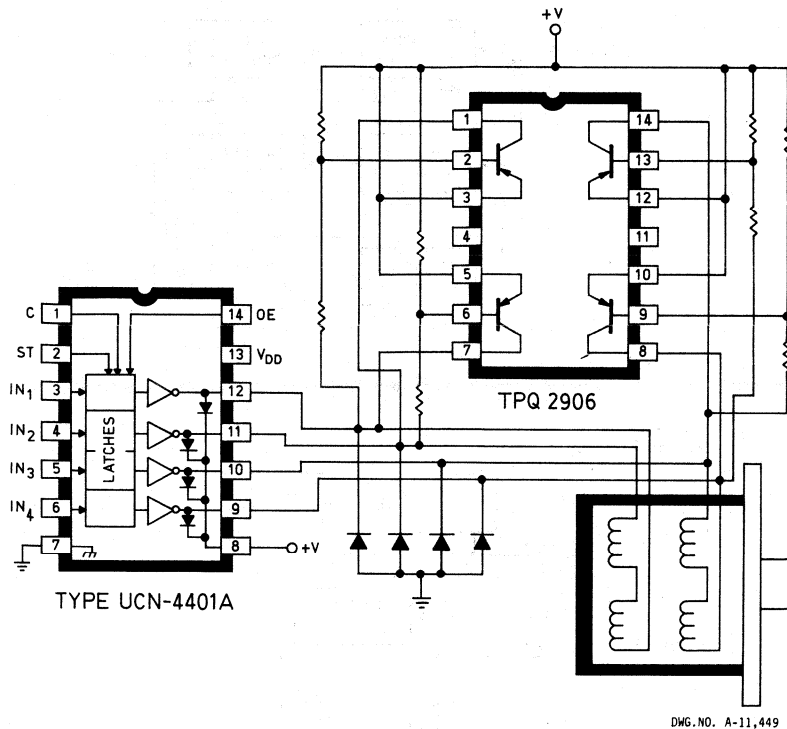 +V
1 14
2 13
3 12
4 11
5 10
6 9
7 8
TPQ 2906
C 1 14 OE
ST 2 13 VDD
IN1 3 12
IN2 4 11
IN3 5 10
IN4 6 9
7 8 +V
LATCHES
TYPE UCN-4401A
DWG.NO. A-11,449